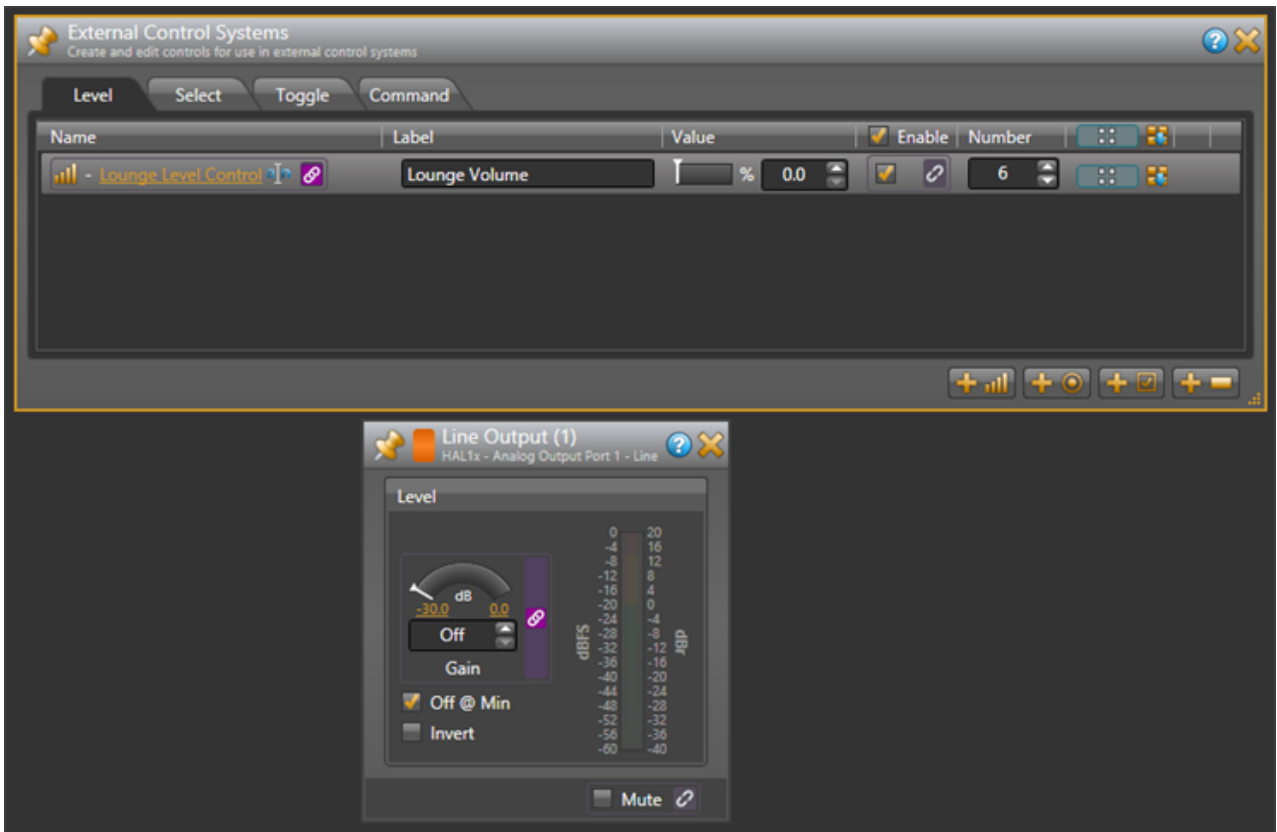 External Control Systems
Create and edit controls for use in external control systems
Level Select Toggle Command
Name Label Value Enable Number
- Lounge Level Control Lounge Volume % 0.0 6
Line Output (1)
HAL1x - Analog Output Port 1 - Line
Level
0 20
-4 16
-8 12
-12 8
-16 4
-20 0
-24 -4
-28 -8
-32 -12
-36 -16
-40 -20
-44 -24
-48 -28
-52 -32
-56 -36
-60 -40
dBFS
dBr
dB
-30.0 0.0
Off
Gain
Off @ Min
Invert
Mute